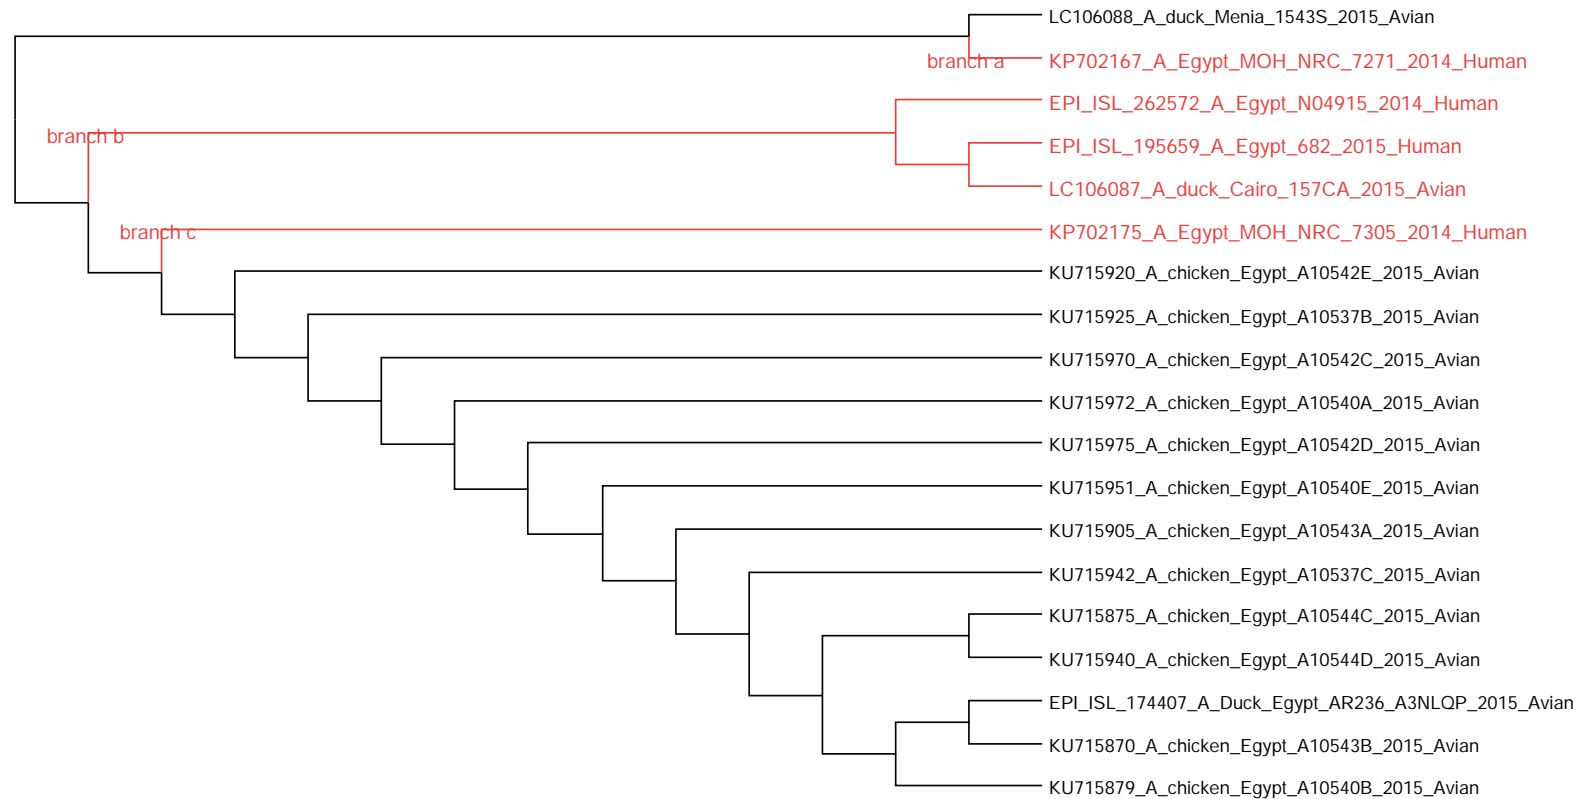 LC106088_A_duck_Menia_1543S_2015_Avian
branch a
KP702167_A_Egypt_MOH_NRC_7271_2014_Human
EPI_ISL_262572_A_Egypt_N04915_2014_Human
branch b
EPI_ISL_195659_A_Egypt_682_2015_Human
LC106087_A_duck_Cairo_157CA_2015_Avian
branch c
KP702175_A_Egypt_MOH_NRC_7305_2014_Human
KU715920_A_chicken_Egypt_A10542E_2015_Avian
KU715925_A_chicken_Egypt_A10537B_2015_Avian
KU715970_A_chicken_Egypt_A10542C_2015_Avian
KU715972_A_chicken_Egypt_A10540A_2015_Avian
KU715975_A_chicken_Egypt_A10542D_2015_Avian
KU715951_A_chicken_Egypt_A10540E_2015_Avian
KU715905_A_chicken_Egypt_A10543A_2015_Avian
KU715942_A_chicken_Egypt_A10537C_2015_Avian
KU715875_A_chicken_Egypt_A10544C_2015_Avian
KU715940_A_chicken_Egypt_A10544D_2015_Avian
EPI_ISL_174407_A_Duck_Egypt_AR236_A3NLQP_2015_Avian
KU715870_A_chicken_Egypt_A10543B_2015_Avian
KU715879_A_chicken_Egypt_A10540B_2015_Avian